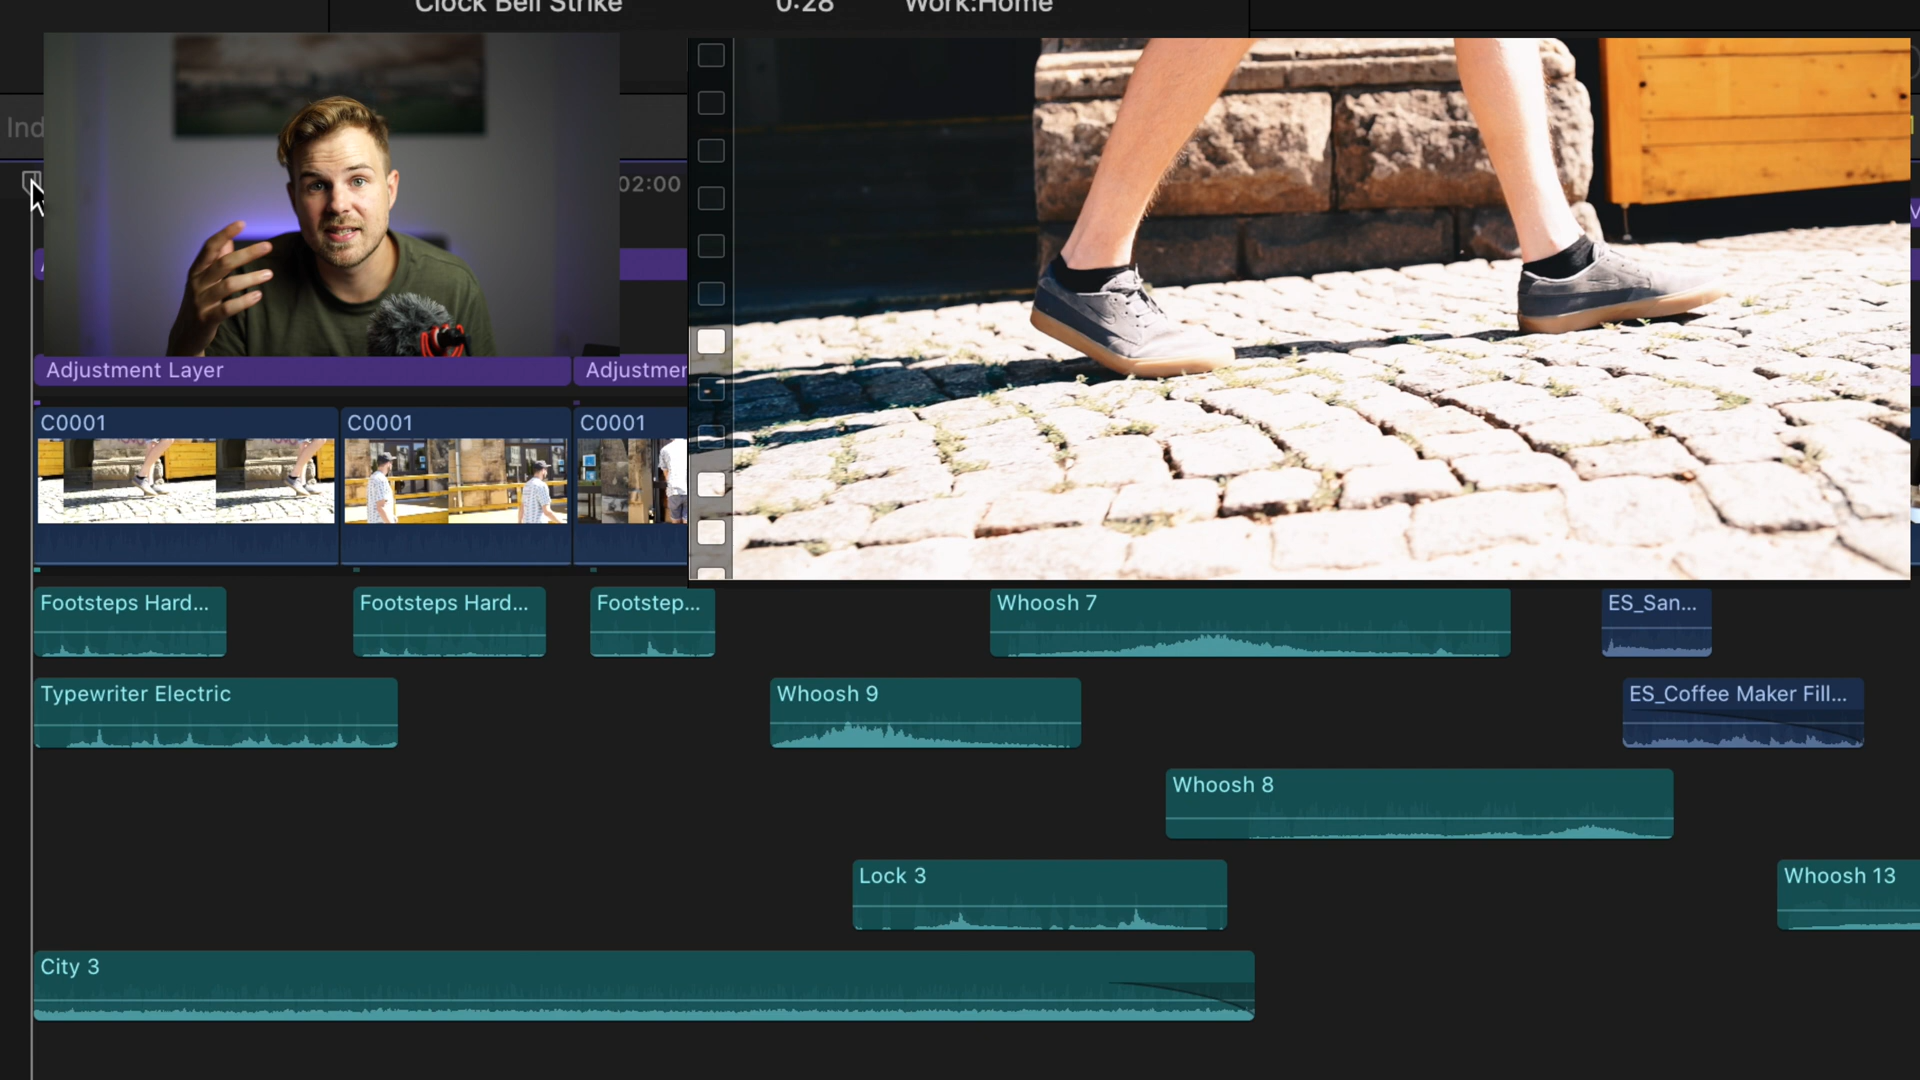 Clock Bell Strike 0:28 Work:Home
Ind
02:00
Adjustment Layer Adjustmen
C0001 C0001 C0001
Footsteps Hard... Footsteps Hard... Footstep... Whoosh 7 ES_San...
Typewriter Electric Whoosh 9 ES_Coffee Maker Fill...
Whoosh 8
Lock 3 Whoosh 13
City 3